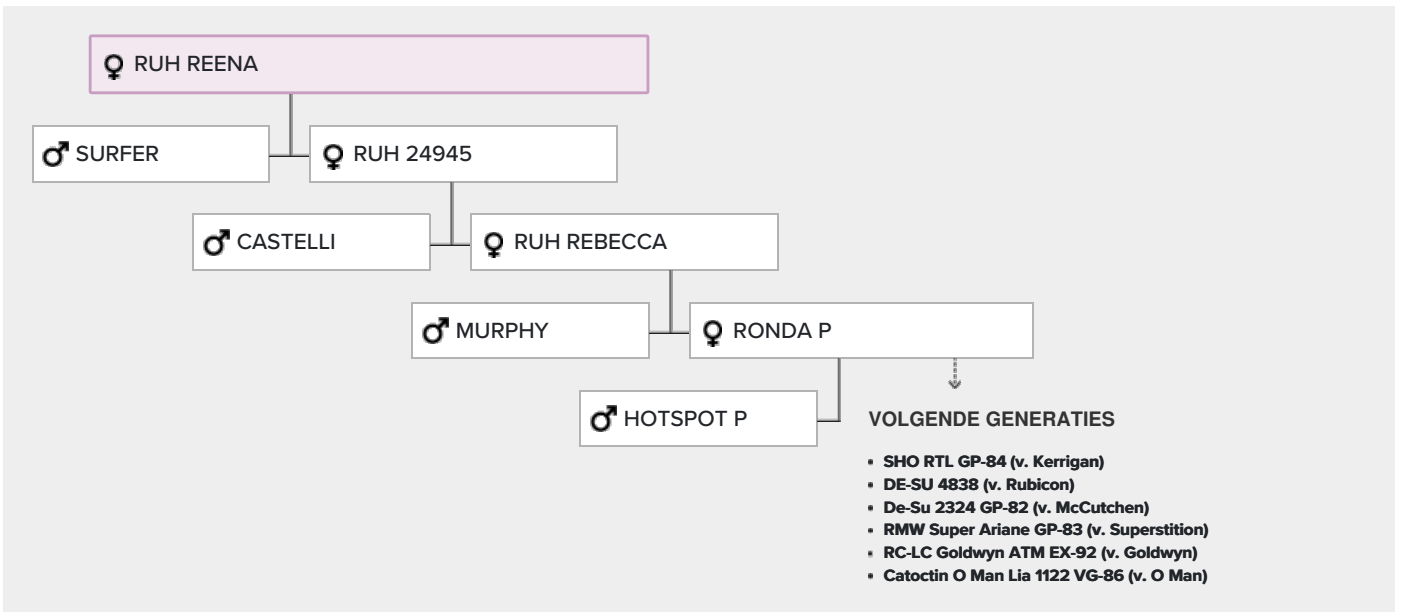 RUH REENA
SURFER
RUH 24945
CASTELLI
RUH REBECCA
MURPHY
RONDA P
HOTSPOT P
VOLGENDE GENERATIES
• SHO RTL GP-84 (v. Kerrigan)
• DE-SU 4838 (v. Rubicon)
• De-Su 2324 GP-82 (v. McCutchen)
• RMW Super Ariane GP-83 (v. Superstition)
• RC-LC Goldwyn ATM EX-92 (v. Goldwyn)
• Catoctin O Man Lia 1122 VG-86 (v. O Man)